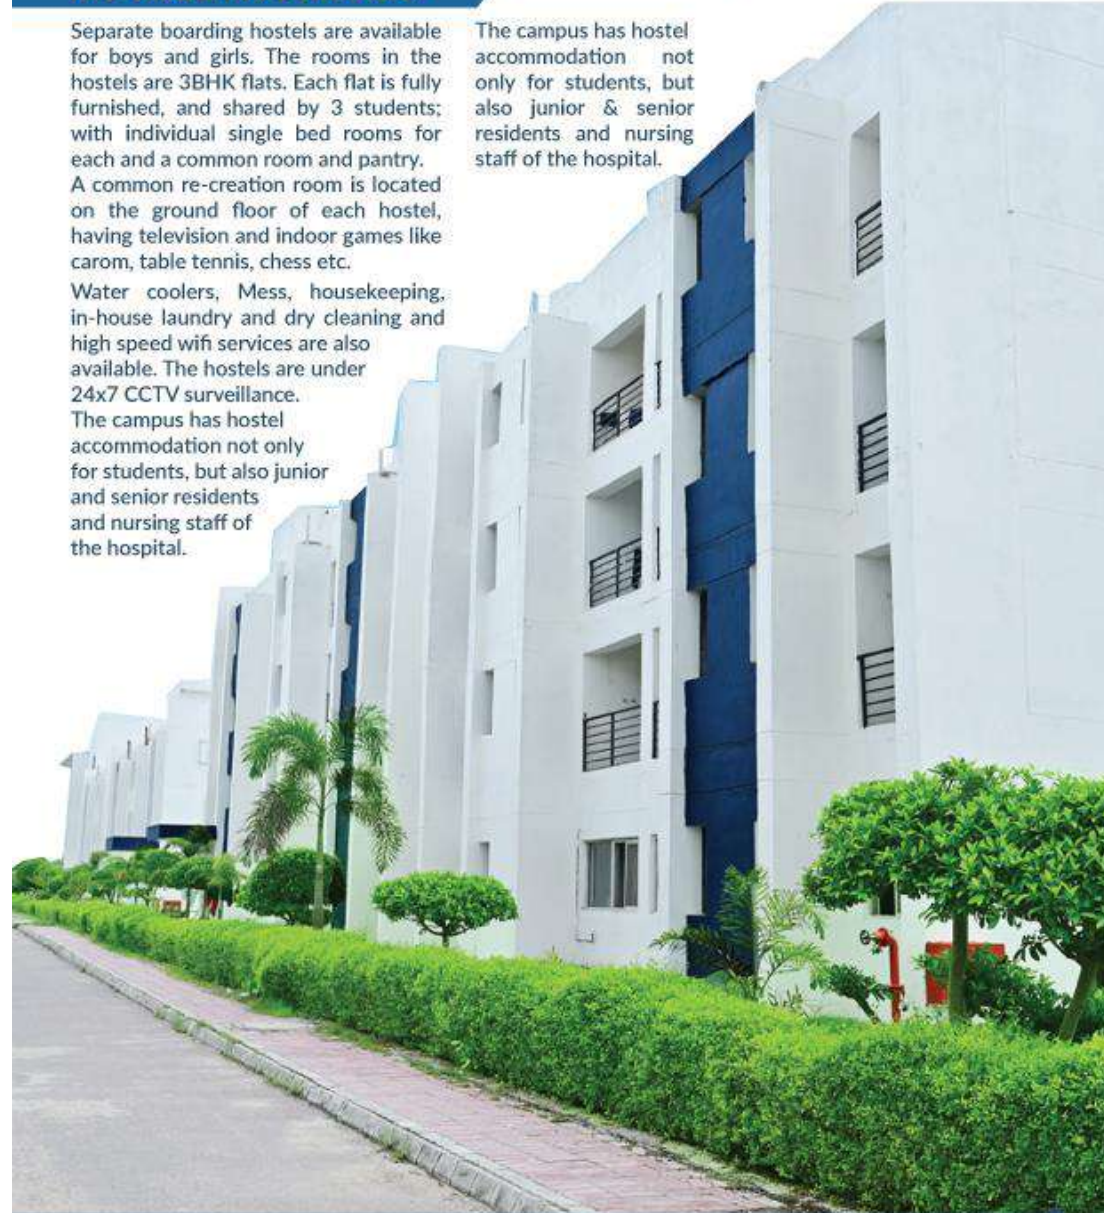 Separate boarding hostels are available
for boys and girls. The rooms in the
hostels are 3BHK flats. Each flat is fully
furnished, and shared by 3 students;
with individual single bed rooms for
each and a common room and pantry.
A common re-creation room is located
on the ground floor of each hostel,
having television and indoor games like
carom, table tennis, chess etc.
Water coolers, Mess, housekeeping,
in-house laundry and dry cleaning and
high speed wifi services are also
available. The hostels are under
24x7 CCTV surveillance.
The campus has hostel
accommodation not only
for students, but also junior
and senior residents
and nursing staff of
the hospital.
The campus has hostel
accommodation not
only for students, but
also junior & senior
residents and nursing
staff of the hospital.